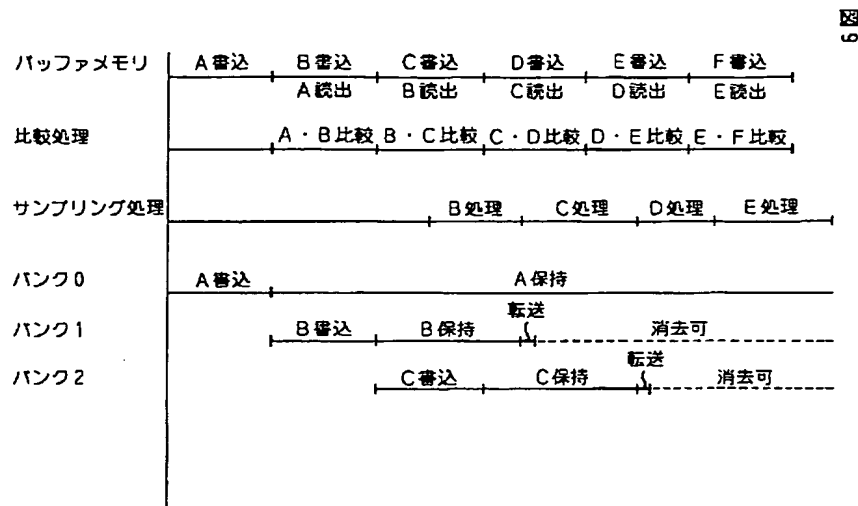 図
6
バッファメモリ A書込 B書込 C書込 D書込 E書込 F書込
A読出 B読出 C読出 D読出 E読出
比較処理 A・B比較 B・C比較 C・D比較 D・E比較 E・F比較
サンプリング処理 B処理 C処理 D処理 E処理
バンク0 A書込 A保持
転送
バンク1 B書込 B保持 消去可
転送
バンク2 C書込 C保持 消去可